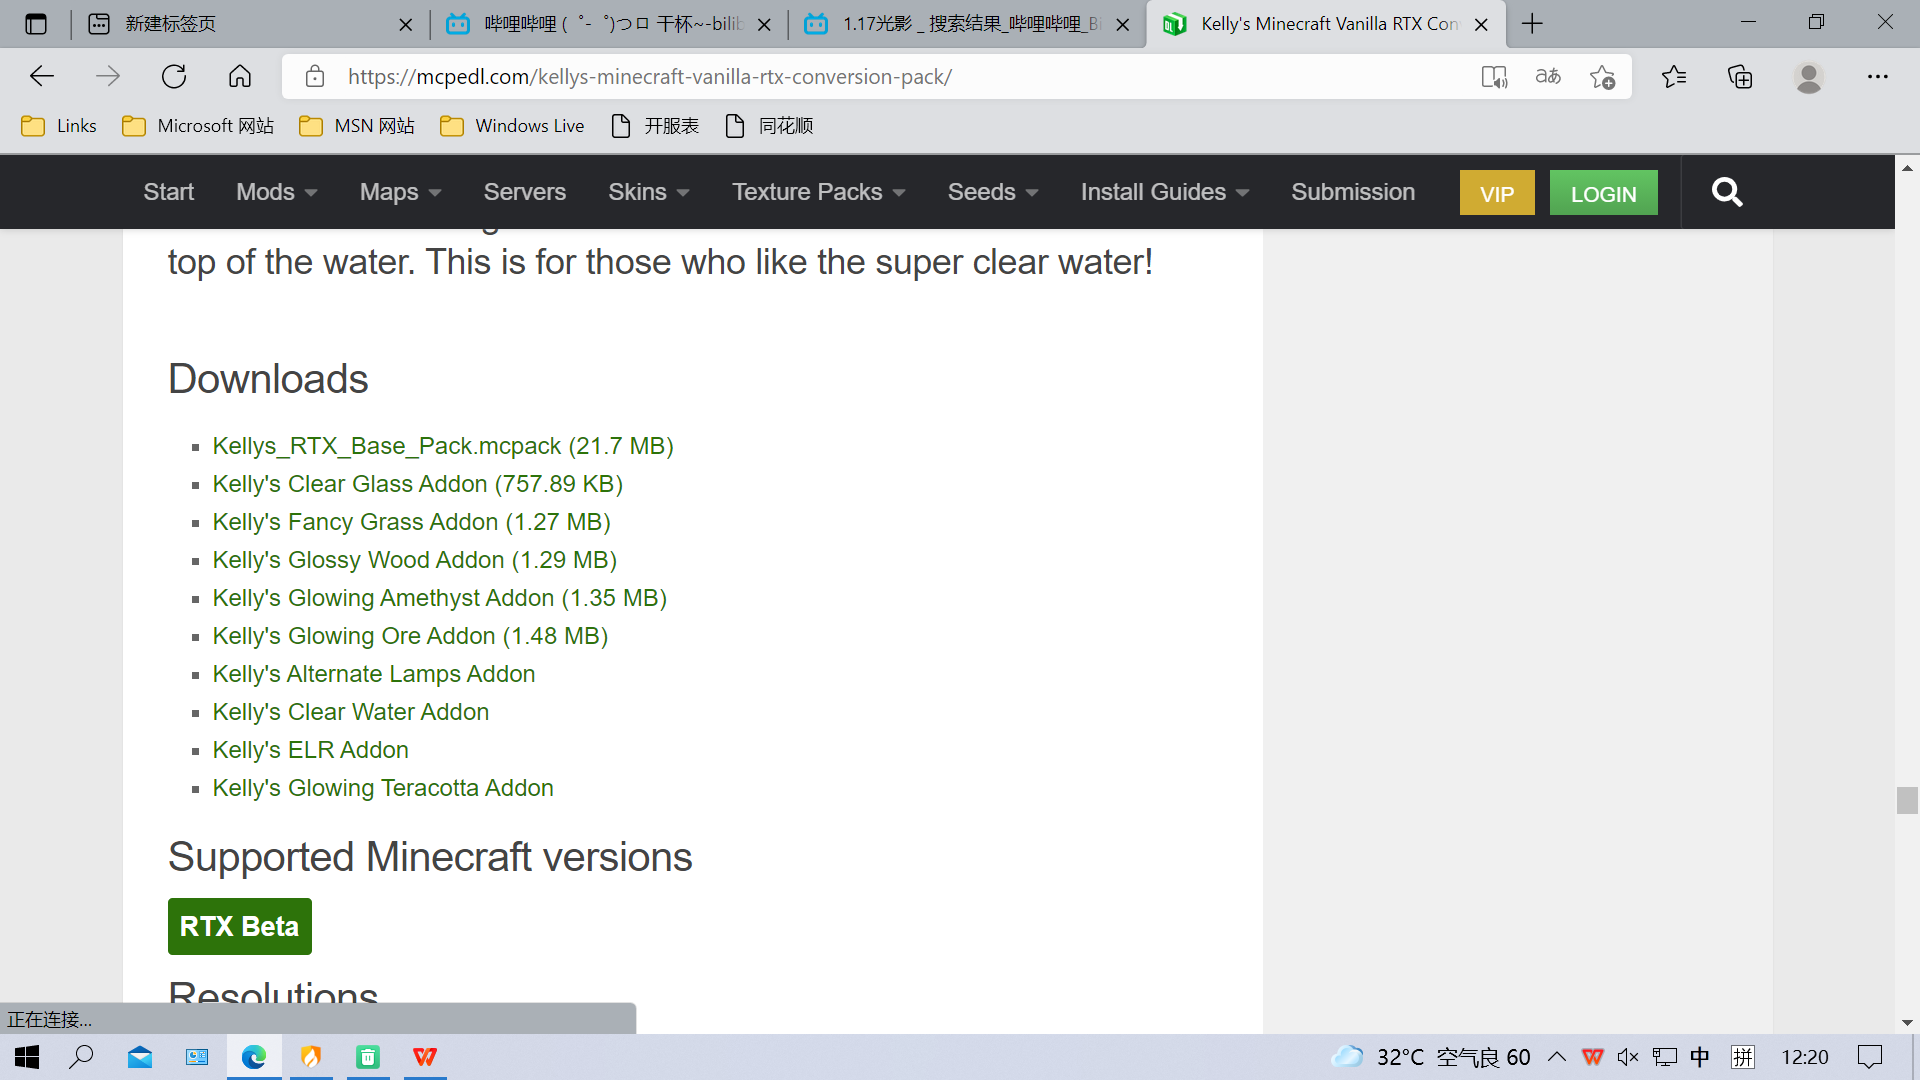 新建标签页
哔哩哔哩 (゜-゜)つロ 干杯~-bilib
1.17光影 _ 搜索结果_哔哩哔哩_Bi
Kelly's Minecraft Vanilla RTX Con
https://mcpedl.com/kellys-minecraft-vanilla-rtx-conversion-pack/
Links
Microsoft 网站
MSN 网站
Windows Live
开服表
同花顺
Start
Mods
Maps
Servers
Skins
Texture Packs
Seeds
Install Guides
Submission
VIP
LOGIN
top of the water. This is for those who like the super clear water!
Downloads
Kellys_RTX_Base_Pack.mcpack (21.7 MB)
Kelly's Clear Glass Addon (757.89 KB)
Kelly's Fancy Grass Addon (1.27 MB)
Kelly's Glossy Wood Addon (1.29 MB)
Kelly's Glowing Amethyst Addon (1.35 MB)
Kelly's Glowing Ore Addon (1.48 MB)
Kelly's Alternate Lamps Addon
Kelly's Clear Water Addon
Kelly's ELR Addon
Kelly's Glowing Teracotta Addon
Supported Minecraft versions
RTX Beta
Resolutions
正在连接...
32°C 空气良 60
中
拼
12:20